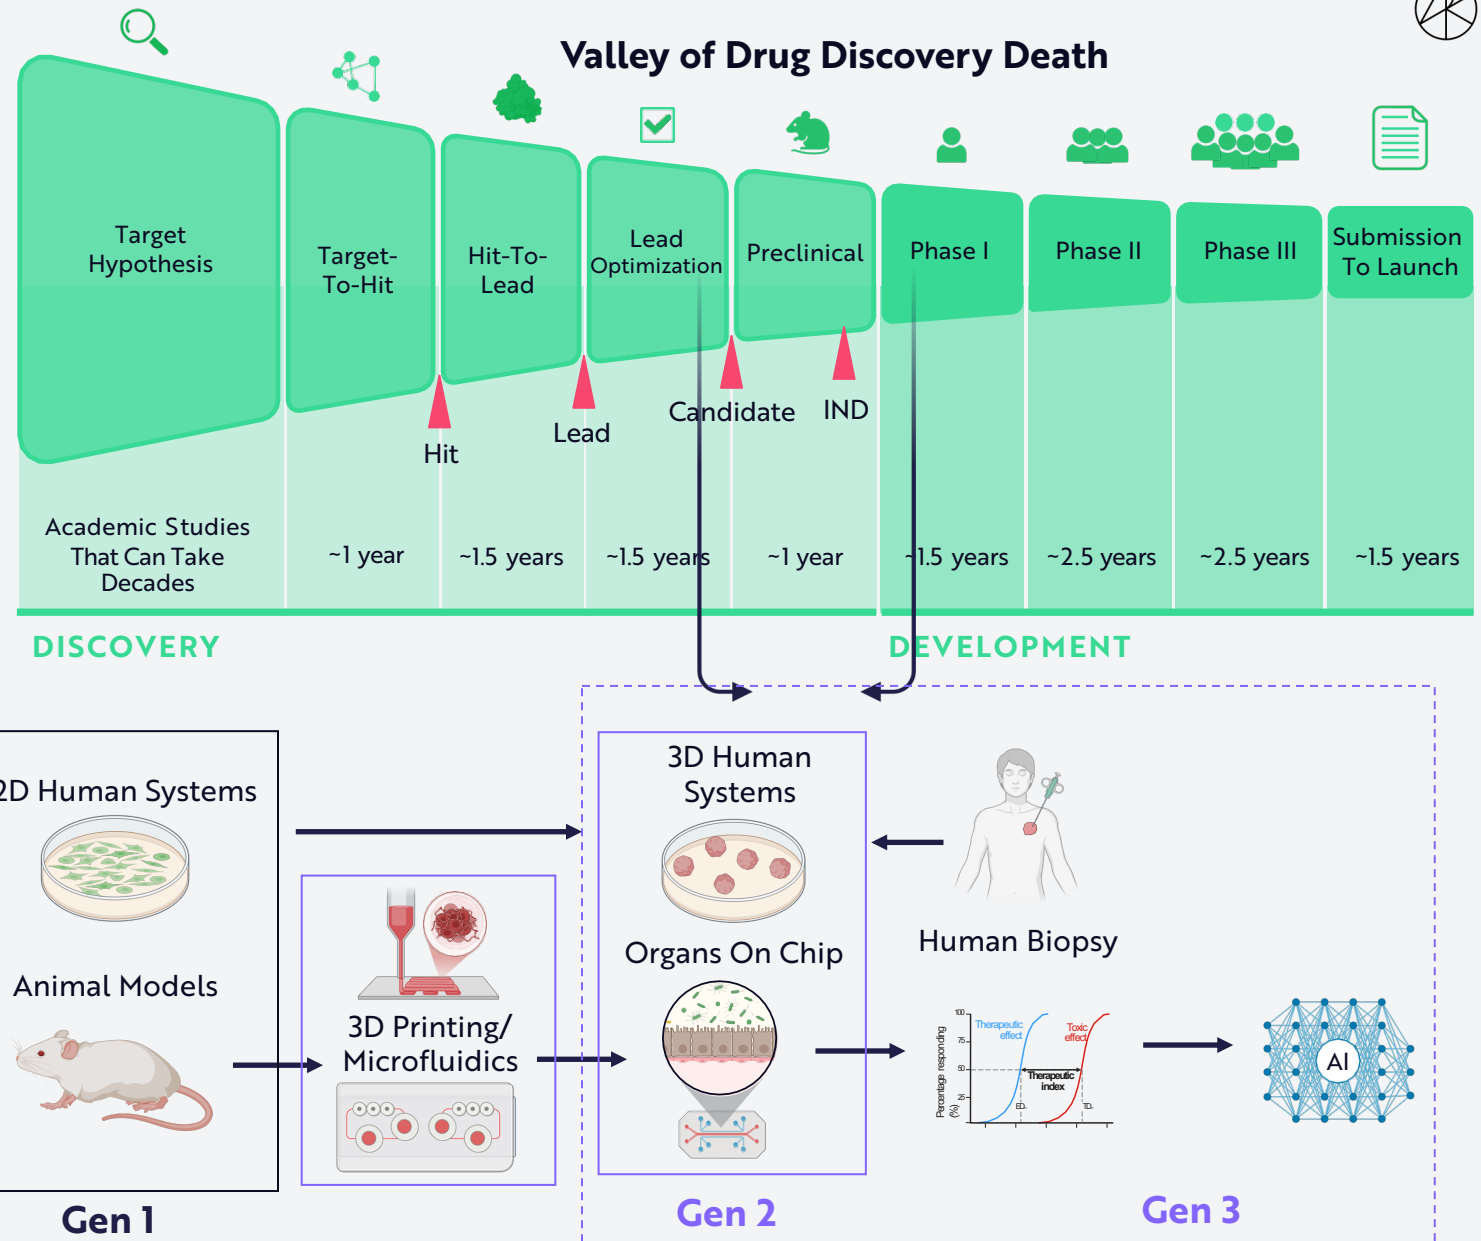 Valley of Drug Discovery Death
Target
Hypothesis
Target-
To-Hit
Hit-To-
Lead
Lead
Optimization
Preclinical
Phase I
Phase II
Phase III
Submission
To Launch
Hit
Lead
Candidate
IND
Academic Studies
That Can Take
Decades
~1 year
~1.5 years
~1.5 years
~1 year
~1.5 years
~2.5 years
~2.5 years
~1.5 years
DISCOVERY
DEVELOPMENT
2D Human Systems
Animal Models
Gen 1
3D Printing/
Microfluidics
3D Human
Systems
Organs On Chip
Gen 2
Human Biopsy
Percentage responding
(%)
100
75
50
25
Therapeutic
effect
Toxic
effect
Therapeutic
index
AI
Gen 3